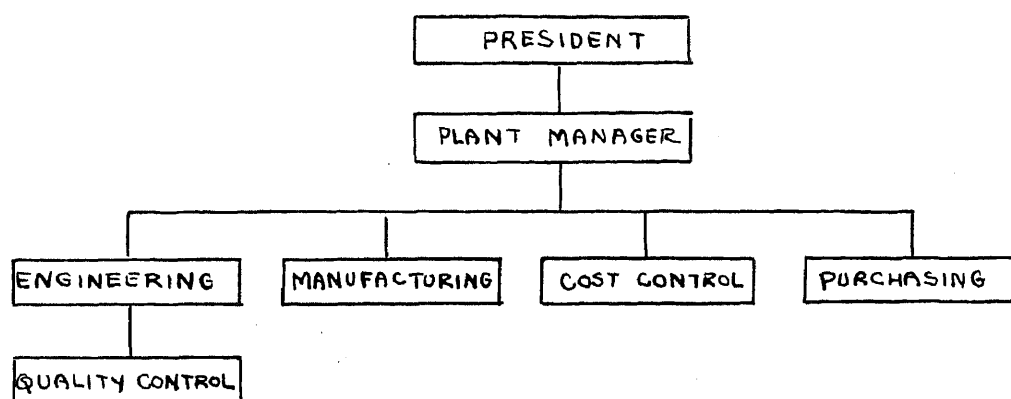 PRESIDENT
PLANT MANAGER
ENGINEERING
MANUFACTURING
COST CONTROL
PURCHASING
QUALITY CONTROL